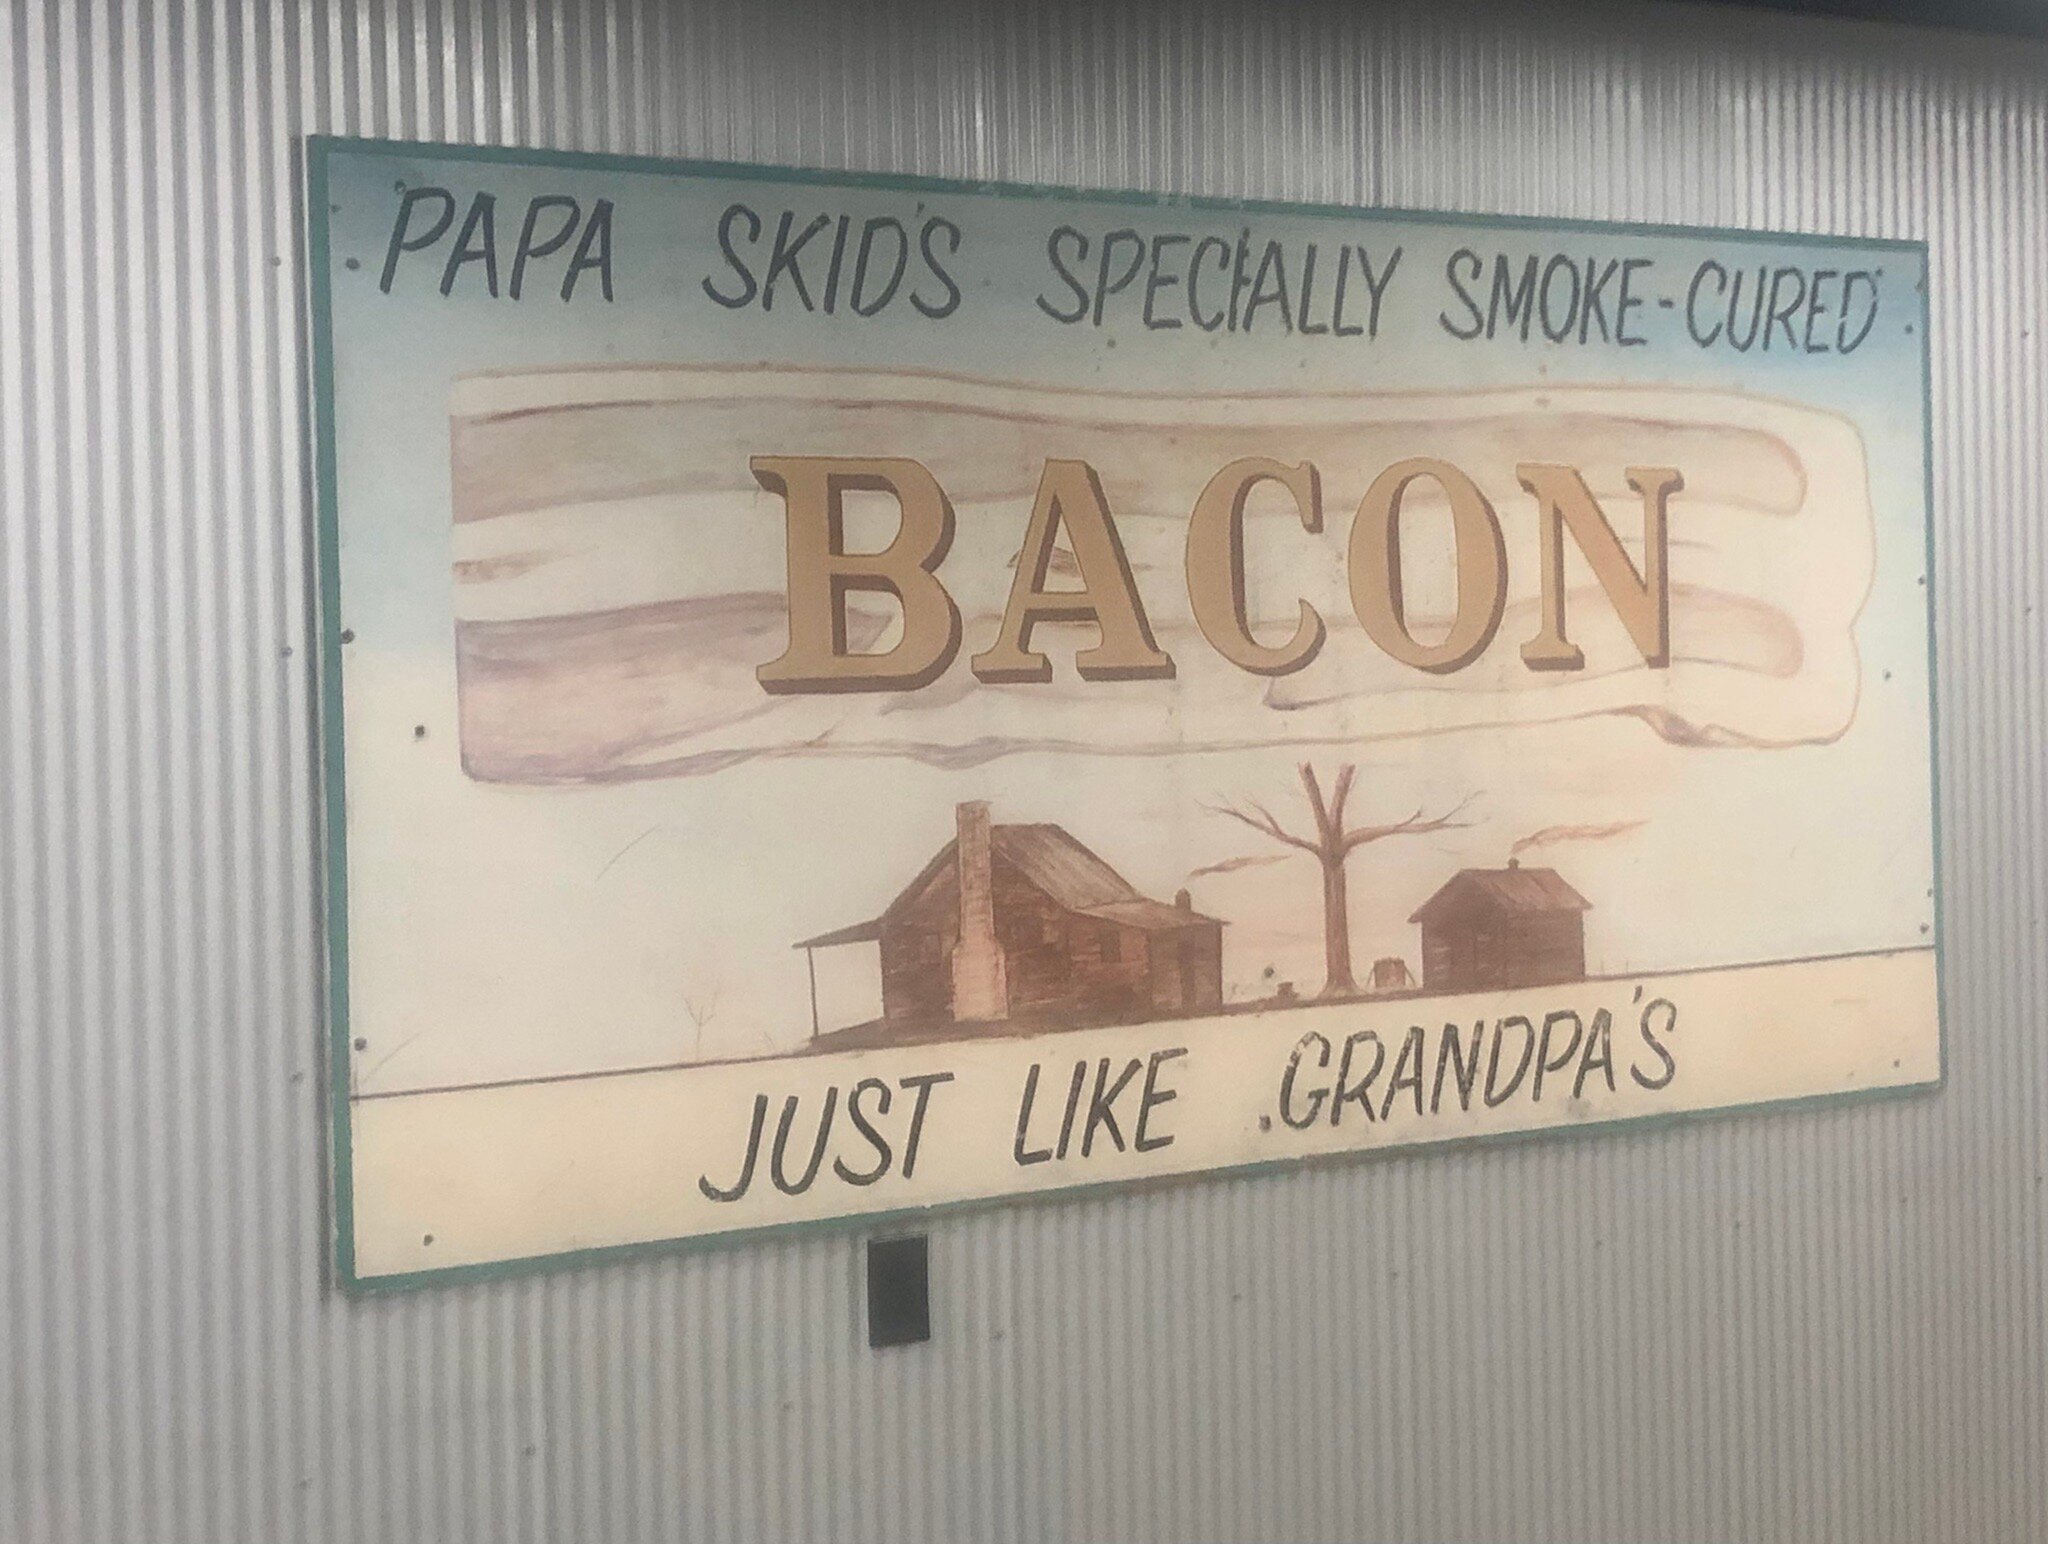 PAPA SKID'S SPECIALLY SMOKE-CURED
BACON
JUST LIKE GRANDPA'S